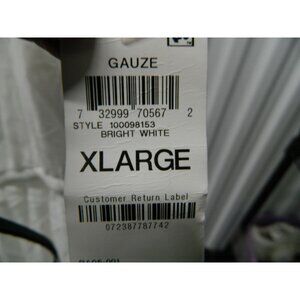 GAUZE
7 32999 70567 2
STYLE 100098153
BRIGHT WHITE
XLARGE
Customer Return Label
072387787742